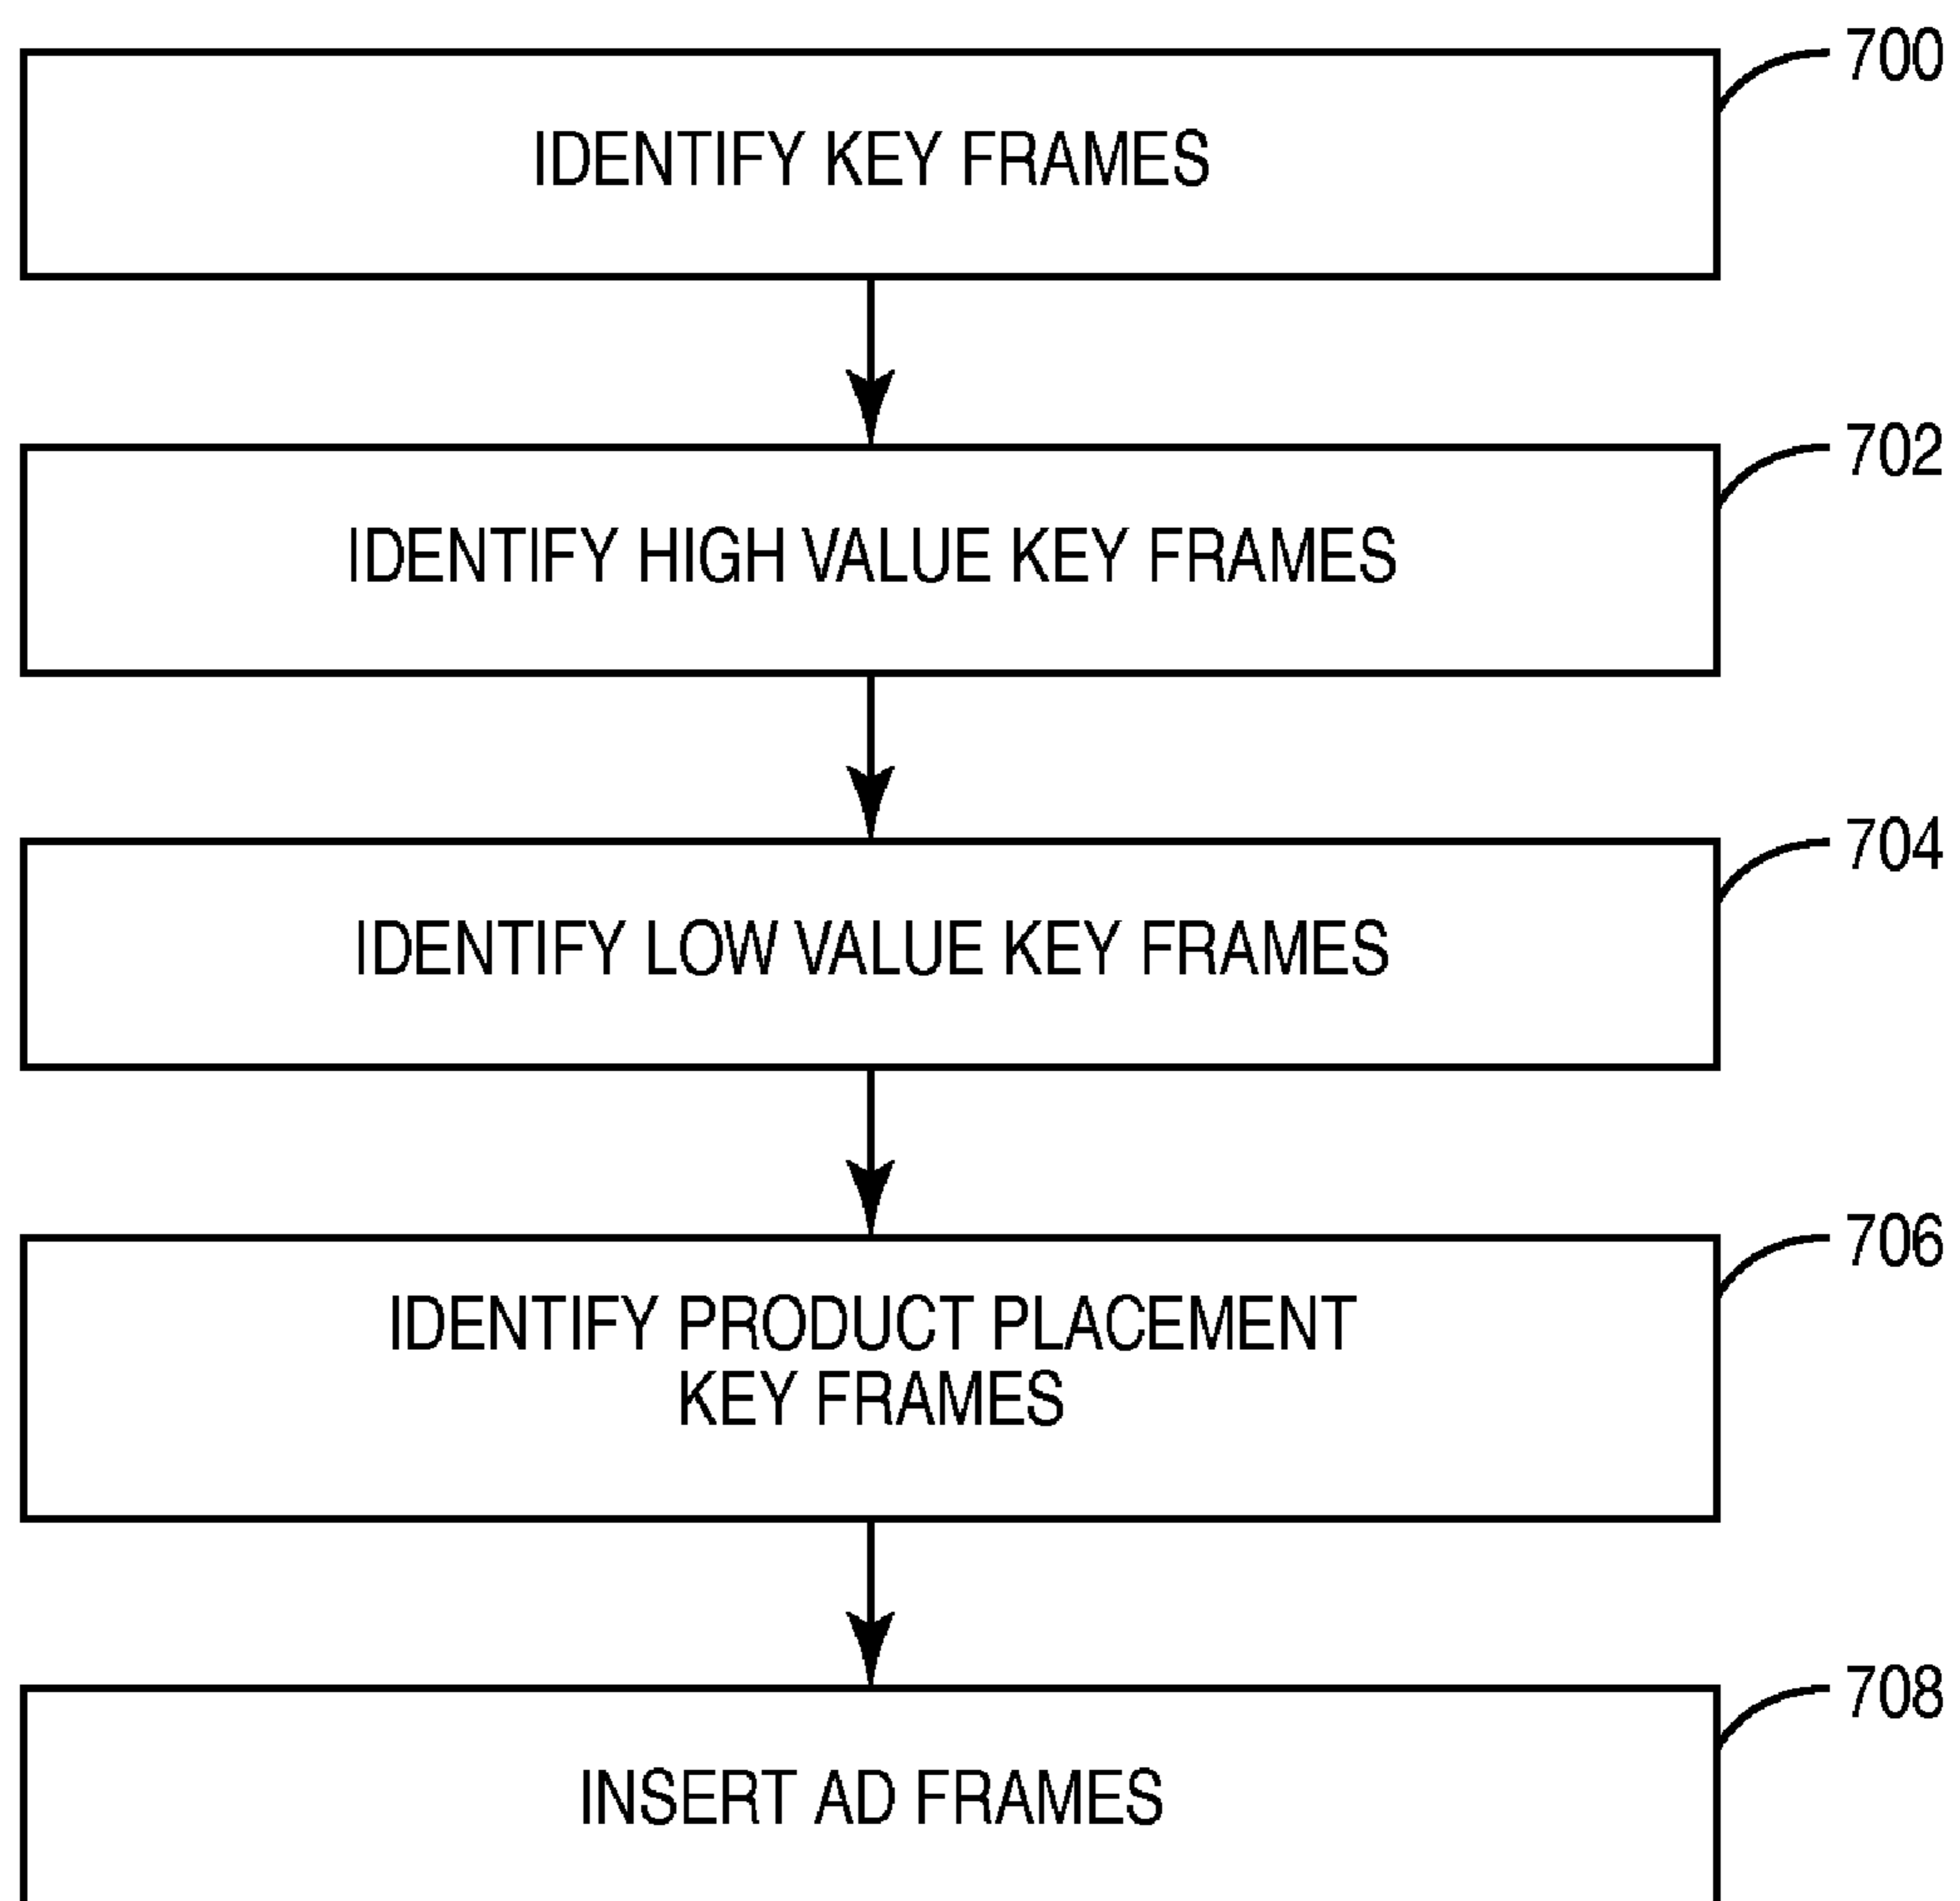 700
IDENTIFY KEY FRAMES
702
IDENTIFY HIGH VALUE KEY FRAMES
704
IDENTIFY LOW VALUE KEY FRAMES
706
IDENTIFY PRODUCT PLACEMENT
KEY FRAMES
708
INSERT AD FRAMES